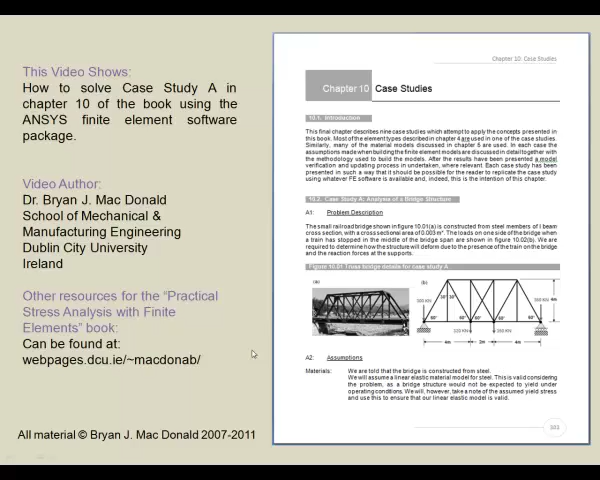 This Video Shows:
How to solve Case Study A in
chapter 10 of the book using the
ANSYS finite element software
package.
Video Author:
Dr. Bryan J. Mac Donald
School of Mechanical &
Manufacturing Engineering
Dublin City University
Ireland
Other resources for the “Practical
Stress Analysis with Finite
Elements” book:
Can be found at:
webpages.dcu.ie/~macdonab/
All material © Bryan J. Mac Donald 2007-2011
Chapter 10: Case Studies
Chapter 10 Case Studies
10.1. Introduction
This final chapter describes nine case studies which attempt to apply the concepts presented in
this book. Most of the element types described in chapter 4 are used in one of the case studies.
Similarly, many of the material models discussed in chapter 5 are used. In each case the
assumptions made when building the finite element models are discussed in detail together with
the methodology used to build the models. After the results have been presented a model
verification and updating process in undertaken, where relevant. Each case study has been
presented in such a way that it should be possible for the reader to replicate the case study
using whatever FE software is available and, indeed, this is the intention of this chapter.
10.2. Case Study A: Analysis of a Bridge Structure
A1: Problem Description
The small railroad bridge shown in figure 10.01(a) is constructed from steel members of I beam
cross section, with a cross sectional area of 0.003 m². The loads on one side of the bridge when
a train has stopped in the middle of the bridge span are shown in figure 10.02(b). We are
required to determine how the structure will deform due to the presence of the train on the bridge
and the reaction forces at the supports.
Figure 10.01 Truss bridge details for case study A
(a) (b)
30° 30°
60° 60° 60° 60°
4m
4m 4m
A2: Assumptions
Materials: We are told that the bridge is constructed from steel.
We will assume a linear elastic material model for steel. This is valid considering
the problem, as a bridge structure would not be expected to yield under
operating conditions. We will, however, take a note of the assumed yield stress
and use this to ensure that our linear elastic model is valid.